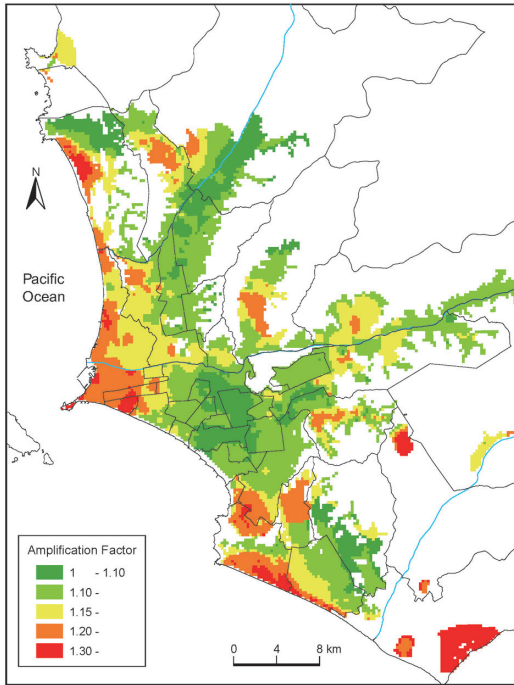 N
Pacific
Ocean
Amplification Factor
1 - 1.10
1.10 -
1.15 -
1.20 -
1.30 -
0 4 8 km